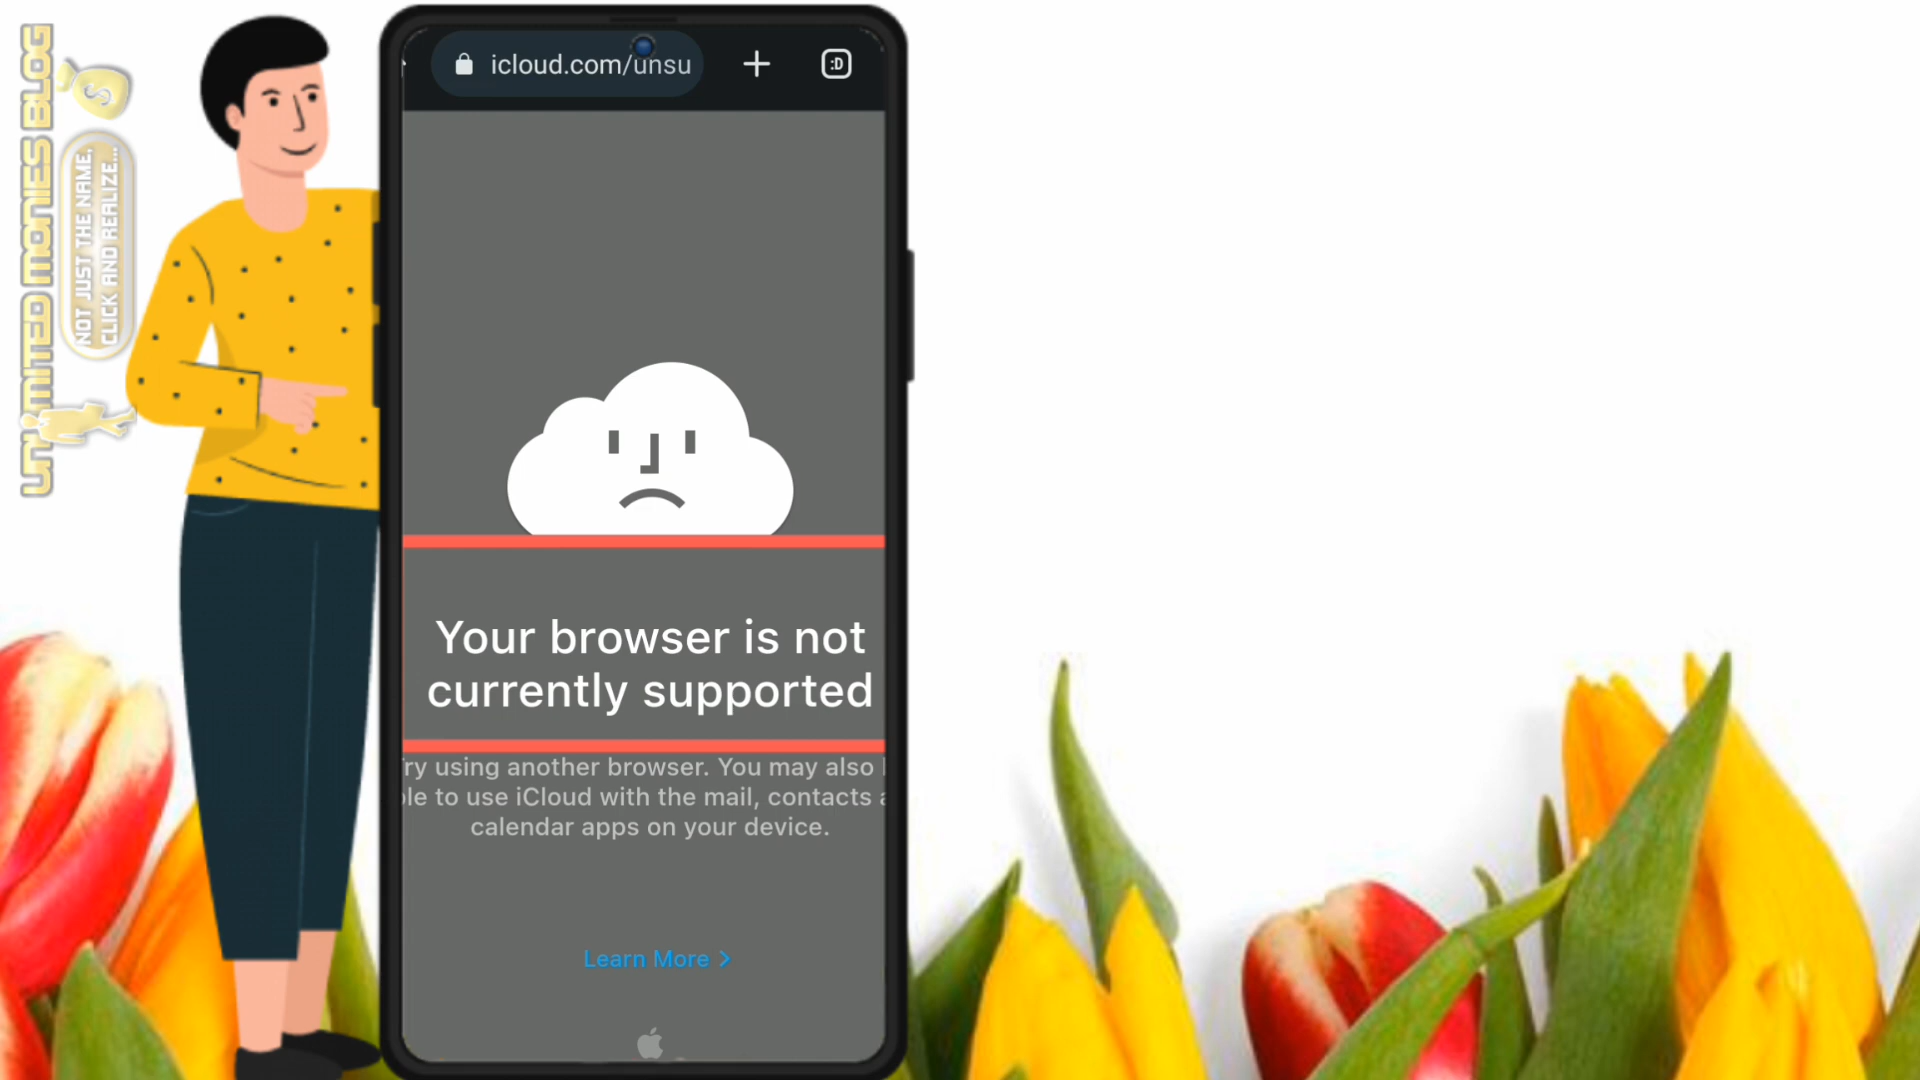 UNLIMITED MONIES BLOG
NOT JUST THE NAME,
CLICK AND REALIZE...
$
icloud.com/unsu
:D
Your browser is not
currently supported
ry using another browser. You may also
le to use iCloud with the mail, contacts a
calendar apps on your device.
Learn More >